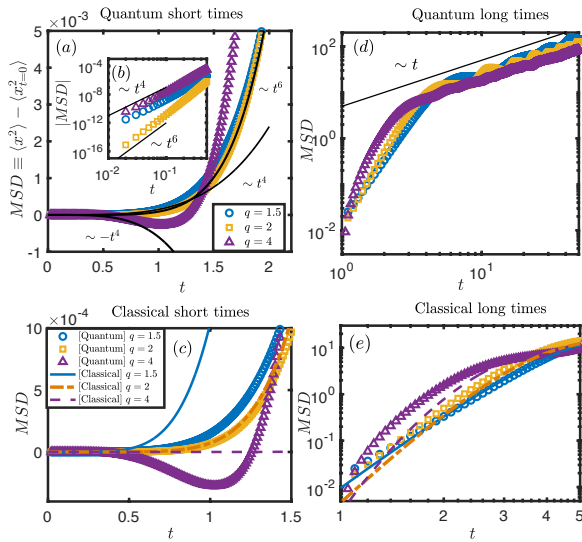 Quantum short times
×10⁻³
5
4
3
2
1
0
-1
MSD ≡ ⟨x²⟩ − ⟨x²ₜ₌₀⟩
(a)
(b)
10⁻⁴
10⁻⁸
10⁻¹²
10⁻¹⁶
|MSD|
10⁻²
10⁻¹
t
∼ t⁴
∼ t⁶
∼ t⁶
∼ t⁴
∼ −t⁴
q = 1.5
q = 2
q = 4
0
0.5
1
1.5
2
t
Quantum long times
(d)
∼ t
10²
10⁰
10⁻²
MSD
10⁰
10¹
t
Classical short times
×10⁻⁴
10
5
0
MSD
(c)
[Quantum] q = 1.5
[Quantum] q = 2
[Quantum] q = 4
[Classical] q = 1.5
[Classical] q = 2
[Classical] q = 4
0
0.5
1
1.5
t
Classical long times
(e)
10¹
10⁰
10⁻¹
10⁻²
MSD
1
2
3
4
5
t